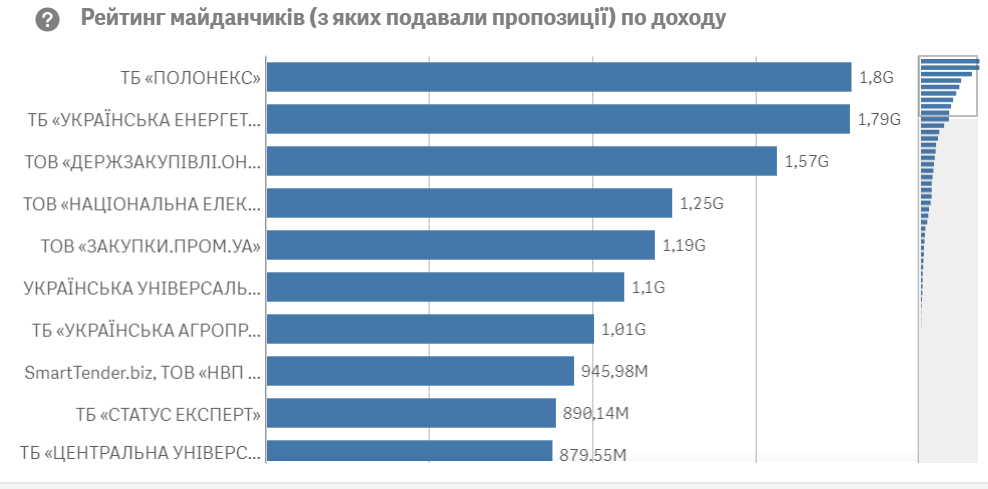 ? Рейтинг майданчиків (з яких подавали пропозиції) по доходу
ТБ «ПОЛОНЕКС» 1,8G
ТБ «УКРАЇНСЬКА ЕНЕРГЕТ... 1,79G
ТОВ «ДЕРЖЗАКУПІВЛІ.ОН... 1,57G
ТОВ «НАЦІОНАЛЬНА ЕЛЕК... 1,25G
ТОВ «ЗАКУПКИ.ПРОМ.УА» 1,19G
УКРАЇНСЬКА УНІВЕРСАЛЬ... 1,1G
ТБ «УКРАЇНСЬКА АГРОПР... 1,01G
SmartTender.biz, ТОВ «НВП ... 945,98M
ТБ «СТАТУС ЕКСПЕРТ» 890,14M
ТБ «ЦЕНТРАЛЬНА УНІВЕРС... 879,55M